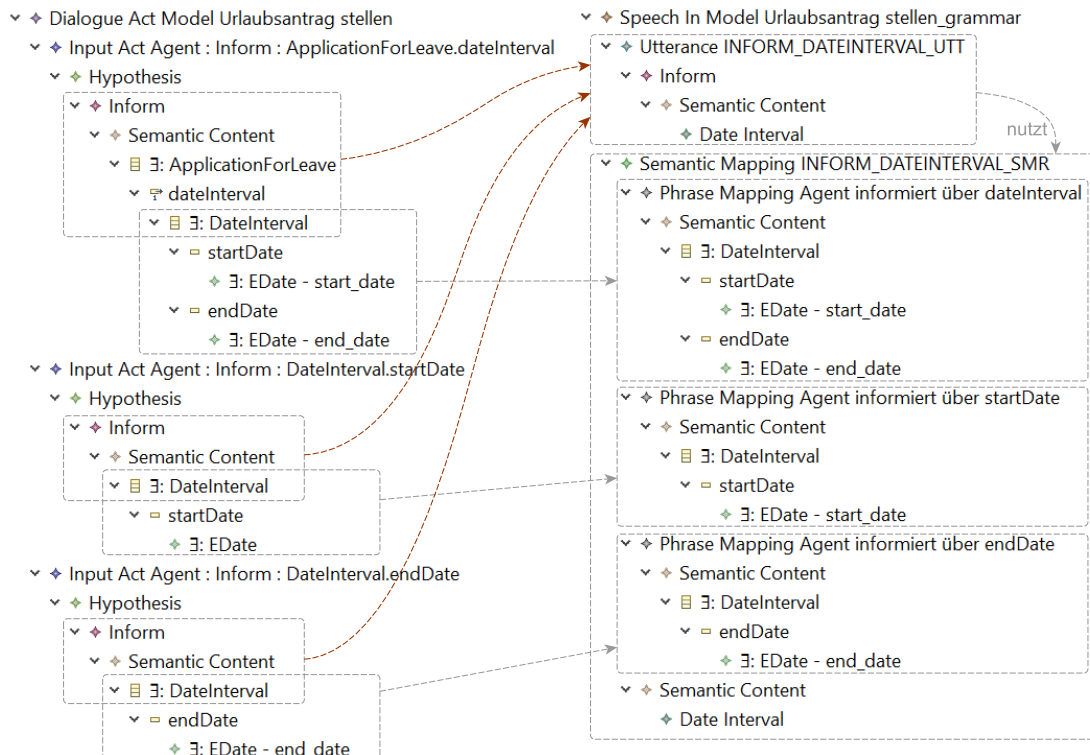 Dialogue Act Model Urlaubsantrag stellen
Input Act Agent : Inform : ApplicationForLeave.dateInterval
Hypothesis
Inform
Semantic Content
∃: ApplicationForLeave
dateInterval
∃: DateInterval
startDate
∃: EDate - start_date
endDate
∃: EDate - end_date
Input Act Agent : Inform : DateInterval.startDate
Hypothesis
Inform
Semantic Content
∃: DateInterval
startDate
∃: EDate
Input Act Agent : Inform : DateInterval.endDate
Hypothesis
Inform
Semantic Content
∃: DateInterval
endDate
∃: EDate - end_date
Speech In Model Urlaubsantrag stellen_grammar
Utterance INFORM_DATEINTERVAL_UTT
Inform
Semantic Content
Date Interval
nutzt
Semantic Mapping INFORM_DATEINTERVAL_SMR
Phrase Mapping Agent informiert über dateInterval
Semantic Content
∃: DateInterval
startDate
∃: EDate - start_date
endDate
∃: EDate - end_date
Phrase Mapping Agent informiert über startDate
Semantic Content
∃: DateInterval
startDate
∃: EDate - start_date
Phrase Mapping Agent informiert über endDate
Semantic Content
∃: DateInterval
endDate
∃: EDate - end_date
Semantic Content
Date Interval